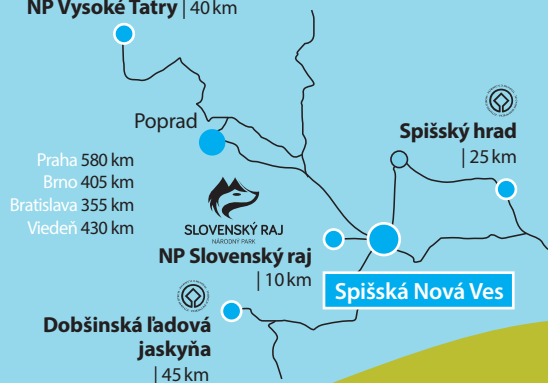 NP Vysoké Tatry | 40 km
Poprad
Spišský hrad
| 25 km
Praha 580 km
Brno 405 km
Bratislava 355 km
Viedeň 430 km
SLOVENSKÝ RAJ
NÁRODNÝ PARK
NP Slovenský raj
| 10 km
Spišská Nová Ves
Dobšinská ľadová
jaskyňa
| 45 km